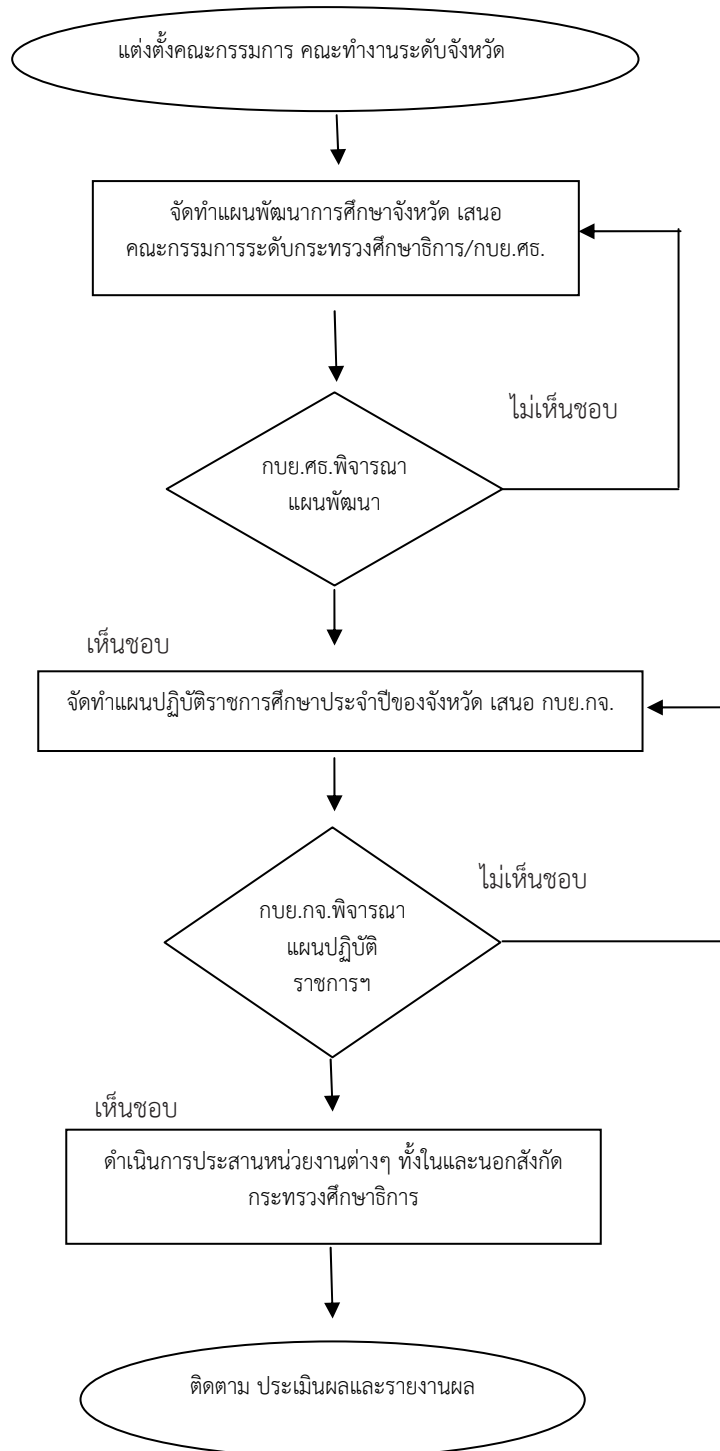 แต่งตั้งคณะกรรมการ คณะทำงานระดับจังหวัด
จัดทำแผนพัฒนาการศึกษาจังหวัด เสนอ
คณะกรรมการระดับกระทรวงศึกษาธิการ/กบย.ศธ.
ไม่เห็นชอบ
กบย.ศธ.พิจารณา
แผนพัฒนา
เห็นชอบ
จัดทำแผนปฏิบัติราชการศึกษาประจำปีของจังหวัด เสนอ กบย.กจ.
ไม่เห็นชอบ
กบย.กจ.พิจารณา
แผนปฏิบัติ
ราชการฯ
เห็นชอบ
ดำเนินการประสานหน่วยงานต่างๆ ทั้งในและนอกสังกัด
กระทรวงศึกษาธิการ
ติดตาม ประเมินผลและรายงานผล